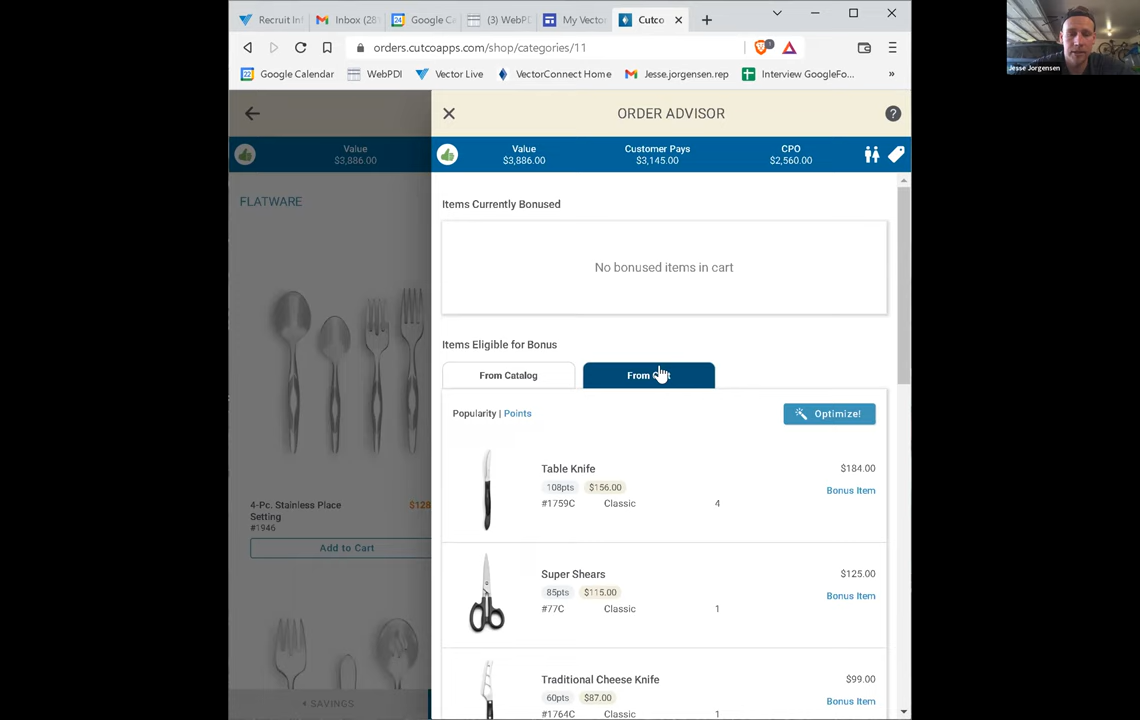 Recruit In
Inbox (28
Google C
(3) WebP
My Vecto
Cutco
orders.cutcoapps.com/shop/categories/11
1
Google Calendar
WebPDI
Vector Live
VectorConnect Home
Jesse.jorgensen.rep
Interview GoogleFo...
»
ORDER ADVISOR
?
Value
$3,886.00
Value
$3,886.00
Customer Pays
$3,145.00
CPO
$2,560.00
FLATWARE
4-Pc. Stainless Place
Setting
#1946
$128
Add to Cart
SAVINGS
Items Currently Bonused
No bonused items in cart
Items Eligible for Bonus
From Catalog
From
Popularity | Points
Optimize!
Table Knife
108pts $156.00
#1759C Classic 4
$184.00
Bonus Item
Super Shears
85pts $115.00
#77C Classic 1
$125.00
Bonus Item
Traditional Cheese Knife
60pts $87.00
#1764C Classic 1
$99.00
Bonus Item
Jesse Jorgensen